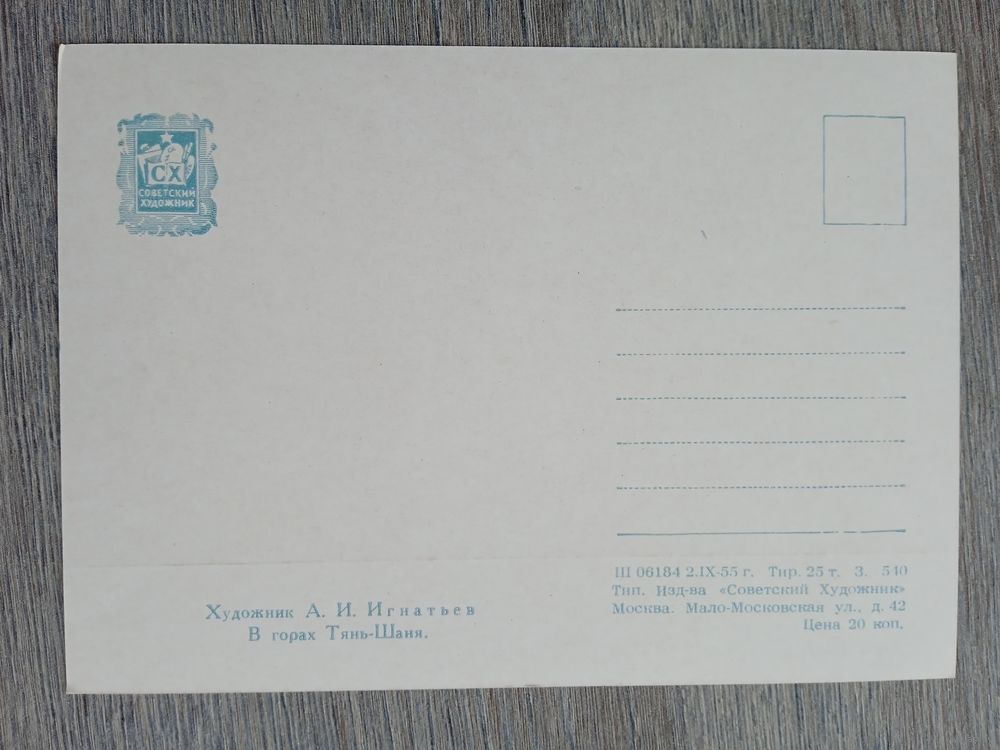 СХ
СОВЕТСКИЙ
ХУДОЖНИК
Художник А. И. Игнатьев
В горах Тянь-Шаня.
Ш 06184 2.IX-55 г. Тир. 25 т. З. 540
Тип. Изд-ва «Советский Художник»
Москва. Мало-Московская ул., д. 42
Цена 20 коп.